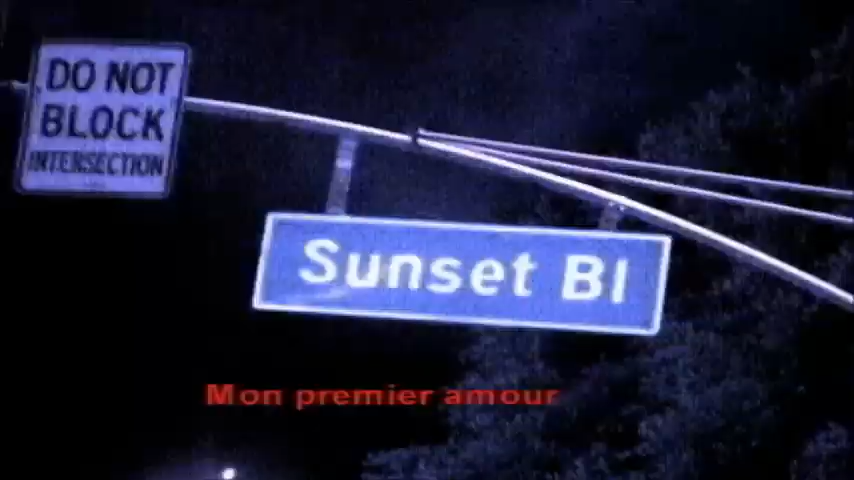 DO NOT
BLOCK
INTERSECTION
Sunset Bl
Mon premier amour